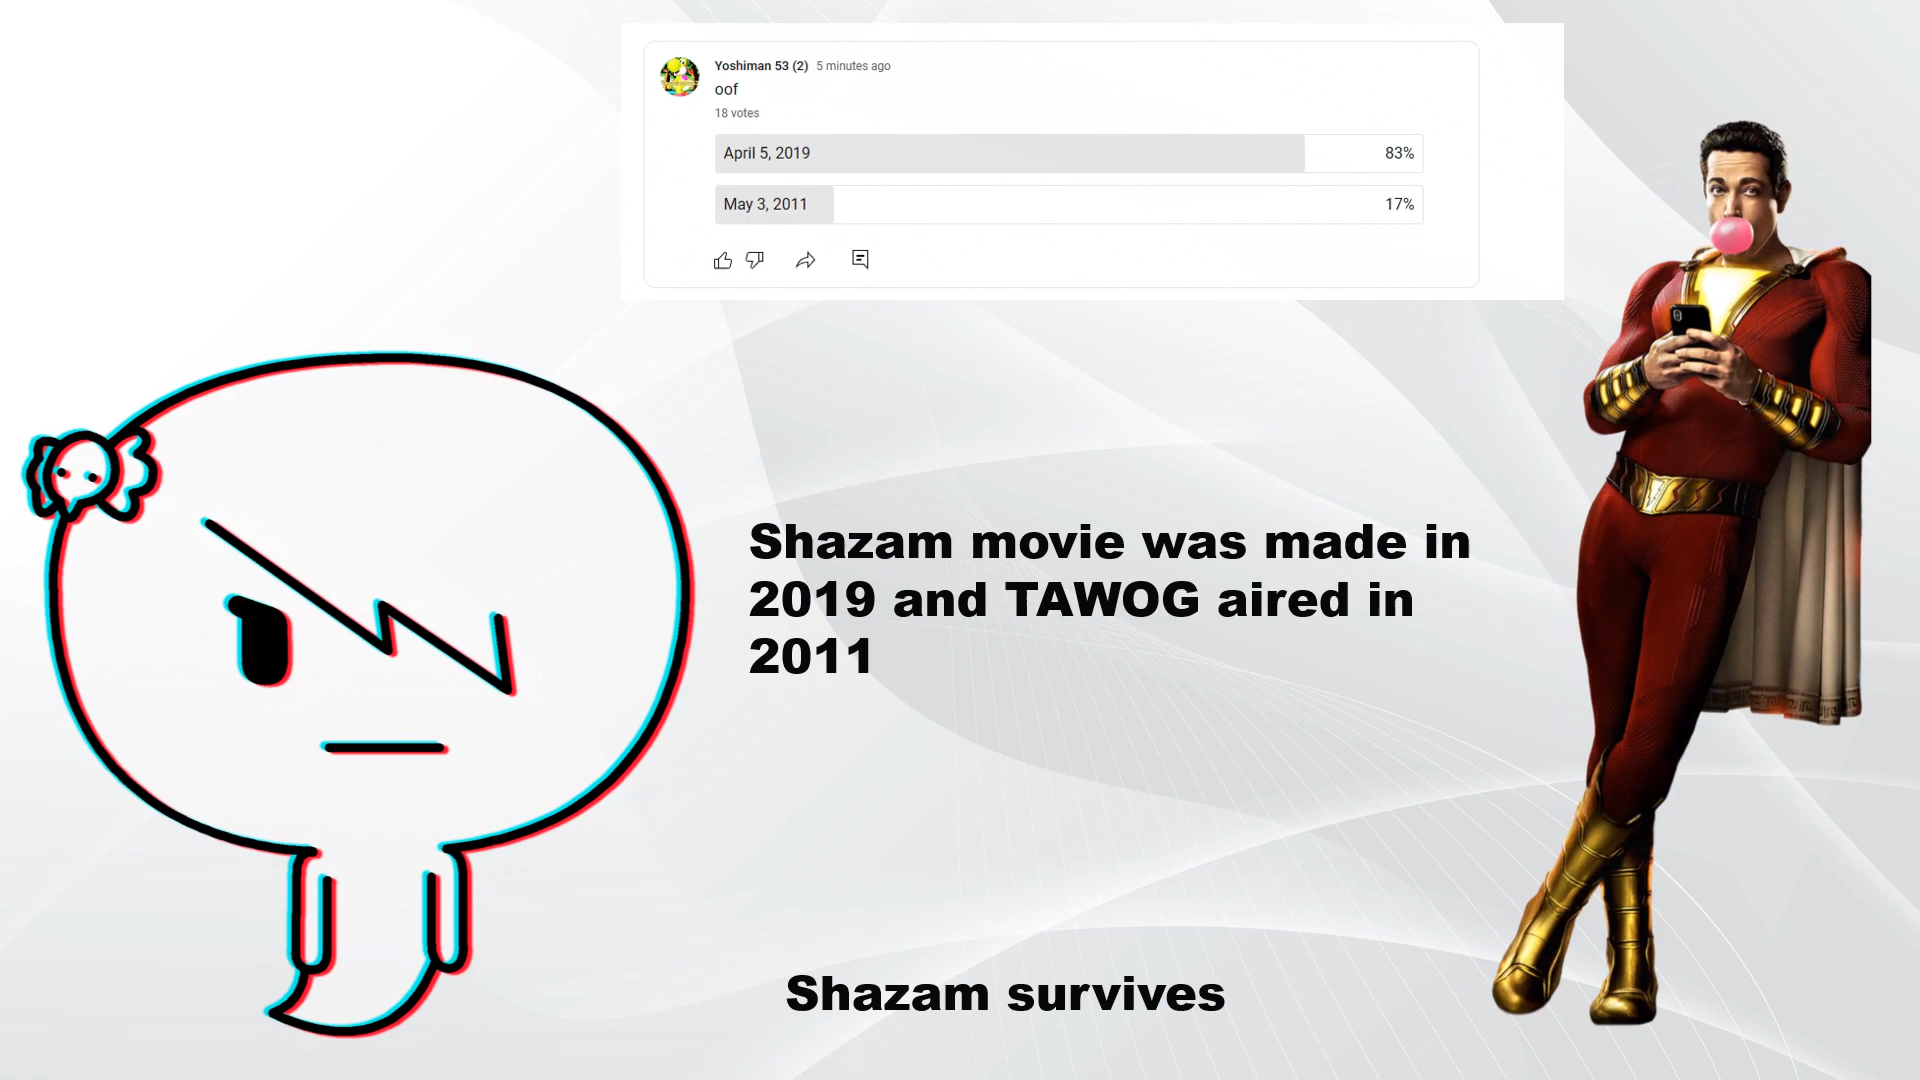 Yoshiman 53 (2) 5 minutes ago
oof
18 votes
April 5, 2019 83%
May 3, 2011 17%
Shazam movie was made in
2019 and TAWOG aired in
2011
Shazam survives